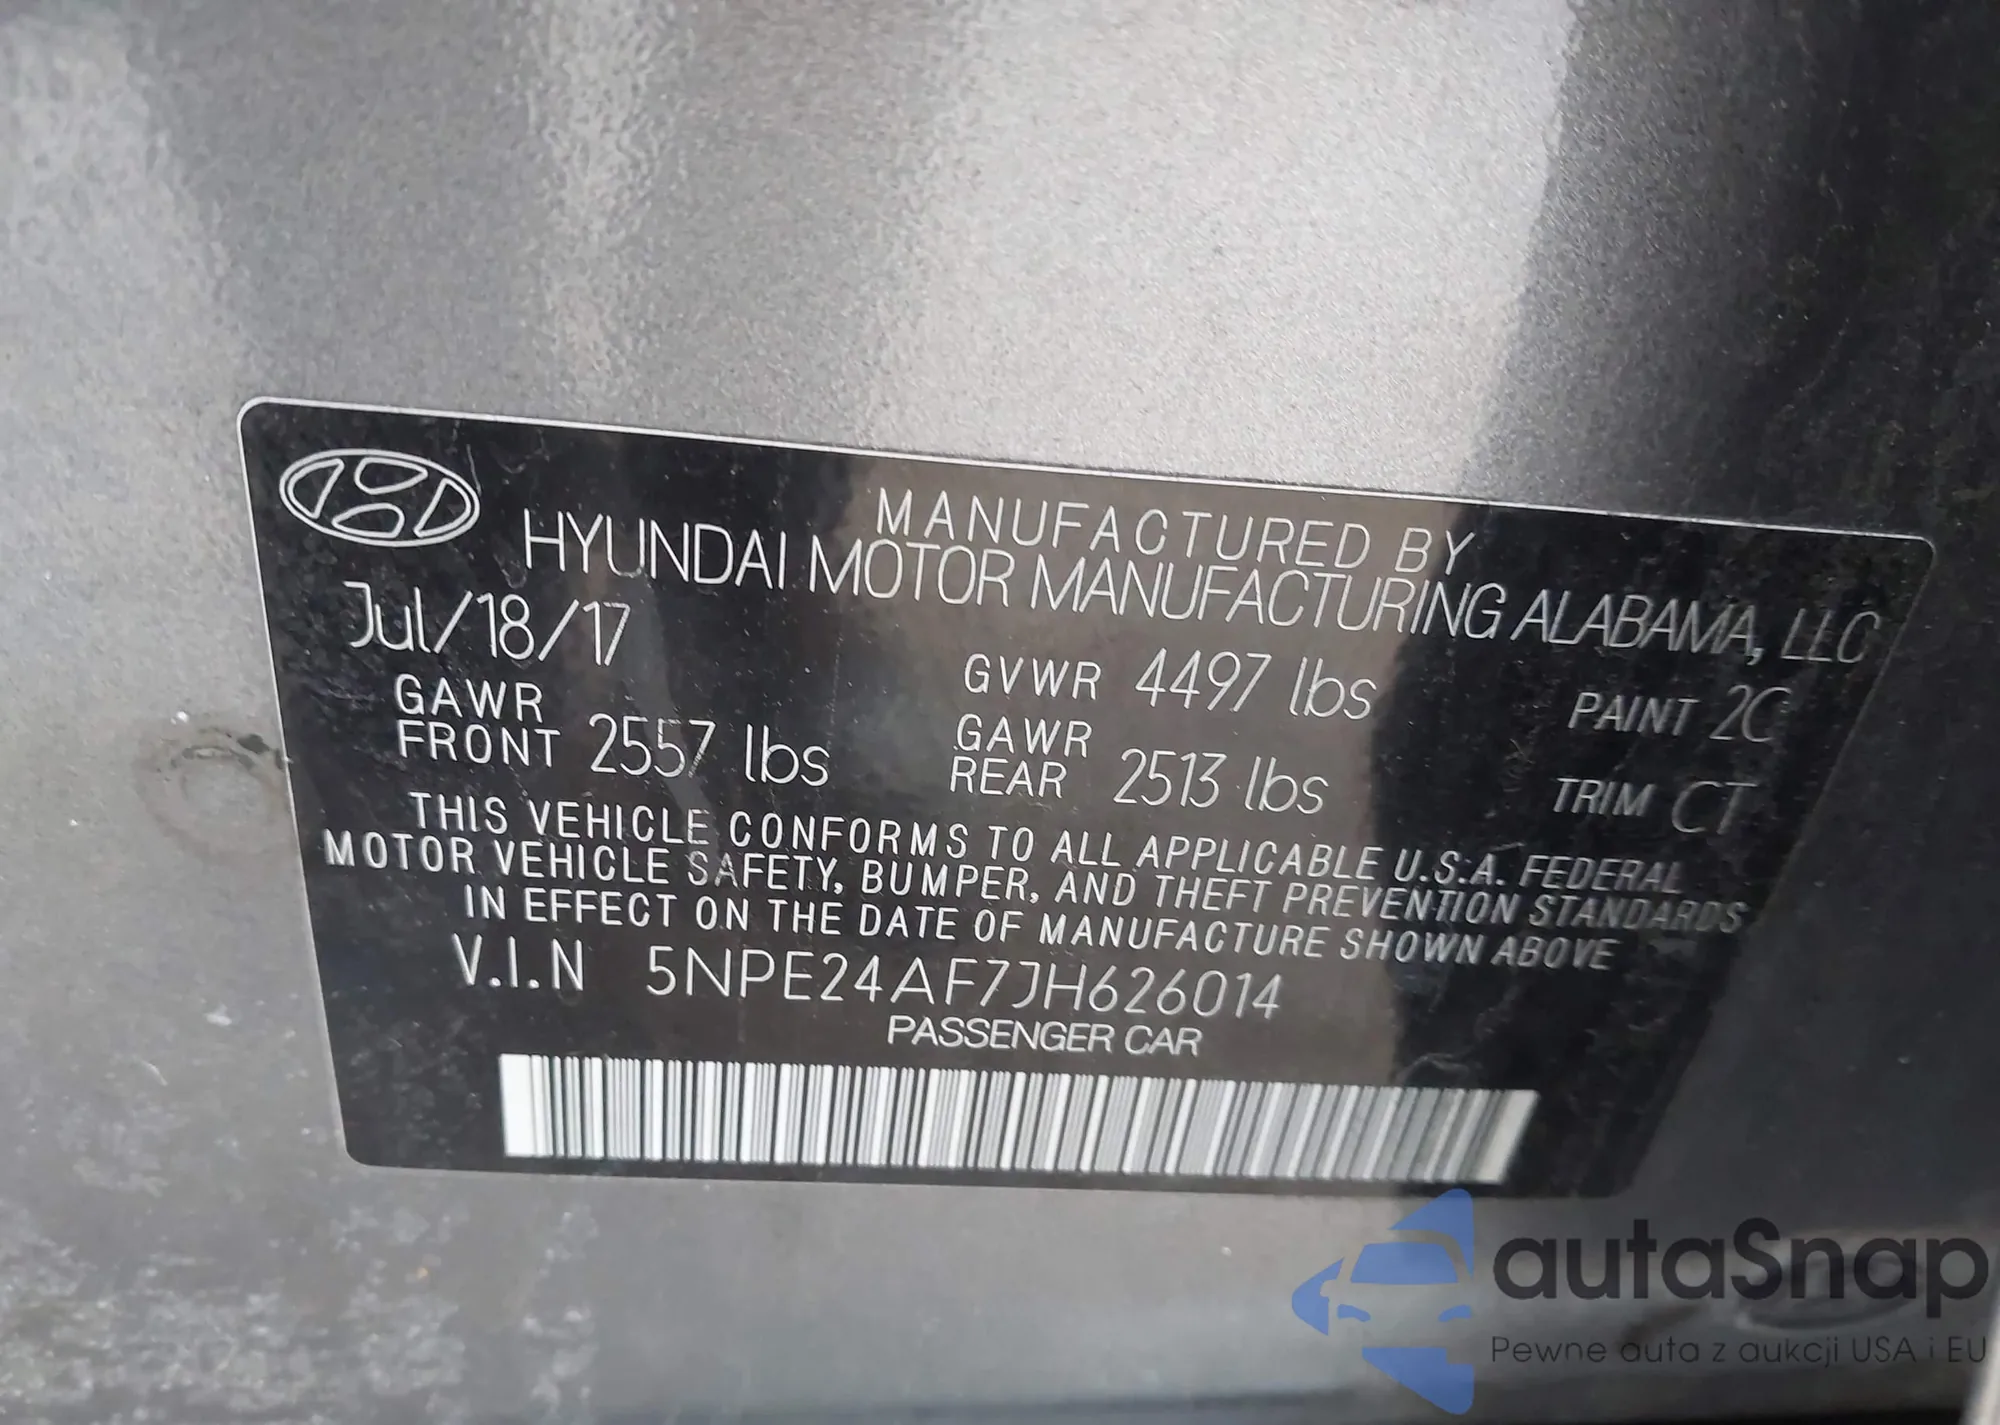 MANUFACTURED BY
HYUNDAI MOTOR MANUFACTURING ALABAMA, LLC
Jul/18/17
GVWR 4497 lbs
PAINT 2C
GAWR
FRONT 2557 lbs
GAWR
REAR 2513 lbs
TRIM CT
THIS VEHICLE CONFORMS TO ALL APPLICABLE U.S.A. FEDERAL
MOTOR VEHICLE SAFETY, BUMPER, AND THEFT PREVENTION STANDARDS
IN EFFECT ON THE DATE OF MANUFACTURE SHOWN ABOVE
V.I.N 5NPE24AF7JH626014
PASSENGER CAR
autaSnap
Pewne auta z aukcji USA i EU